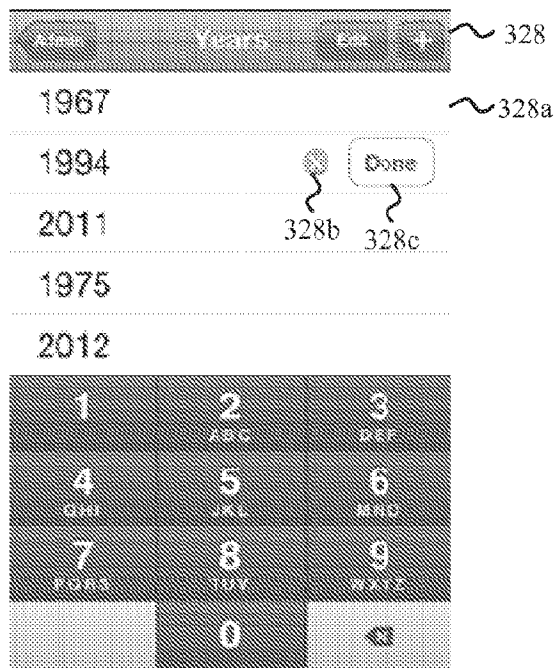 Years Edit + 328
1967 328a
1994 Done
2011 328b 328c
1975
2012
1 2 3
ABC DEF
4 5 6
GHI JKL MNO
7 8 9
PQRS TUV WXYZ
0